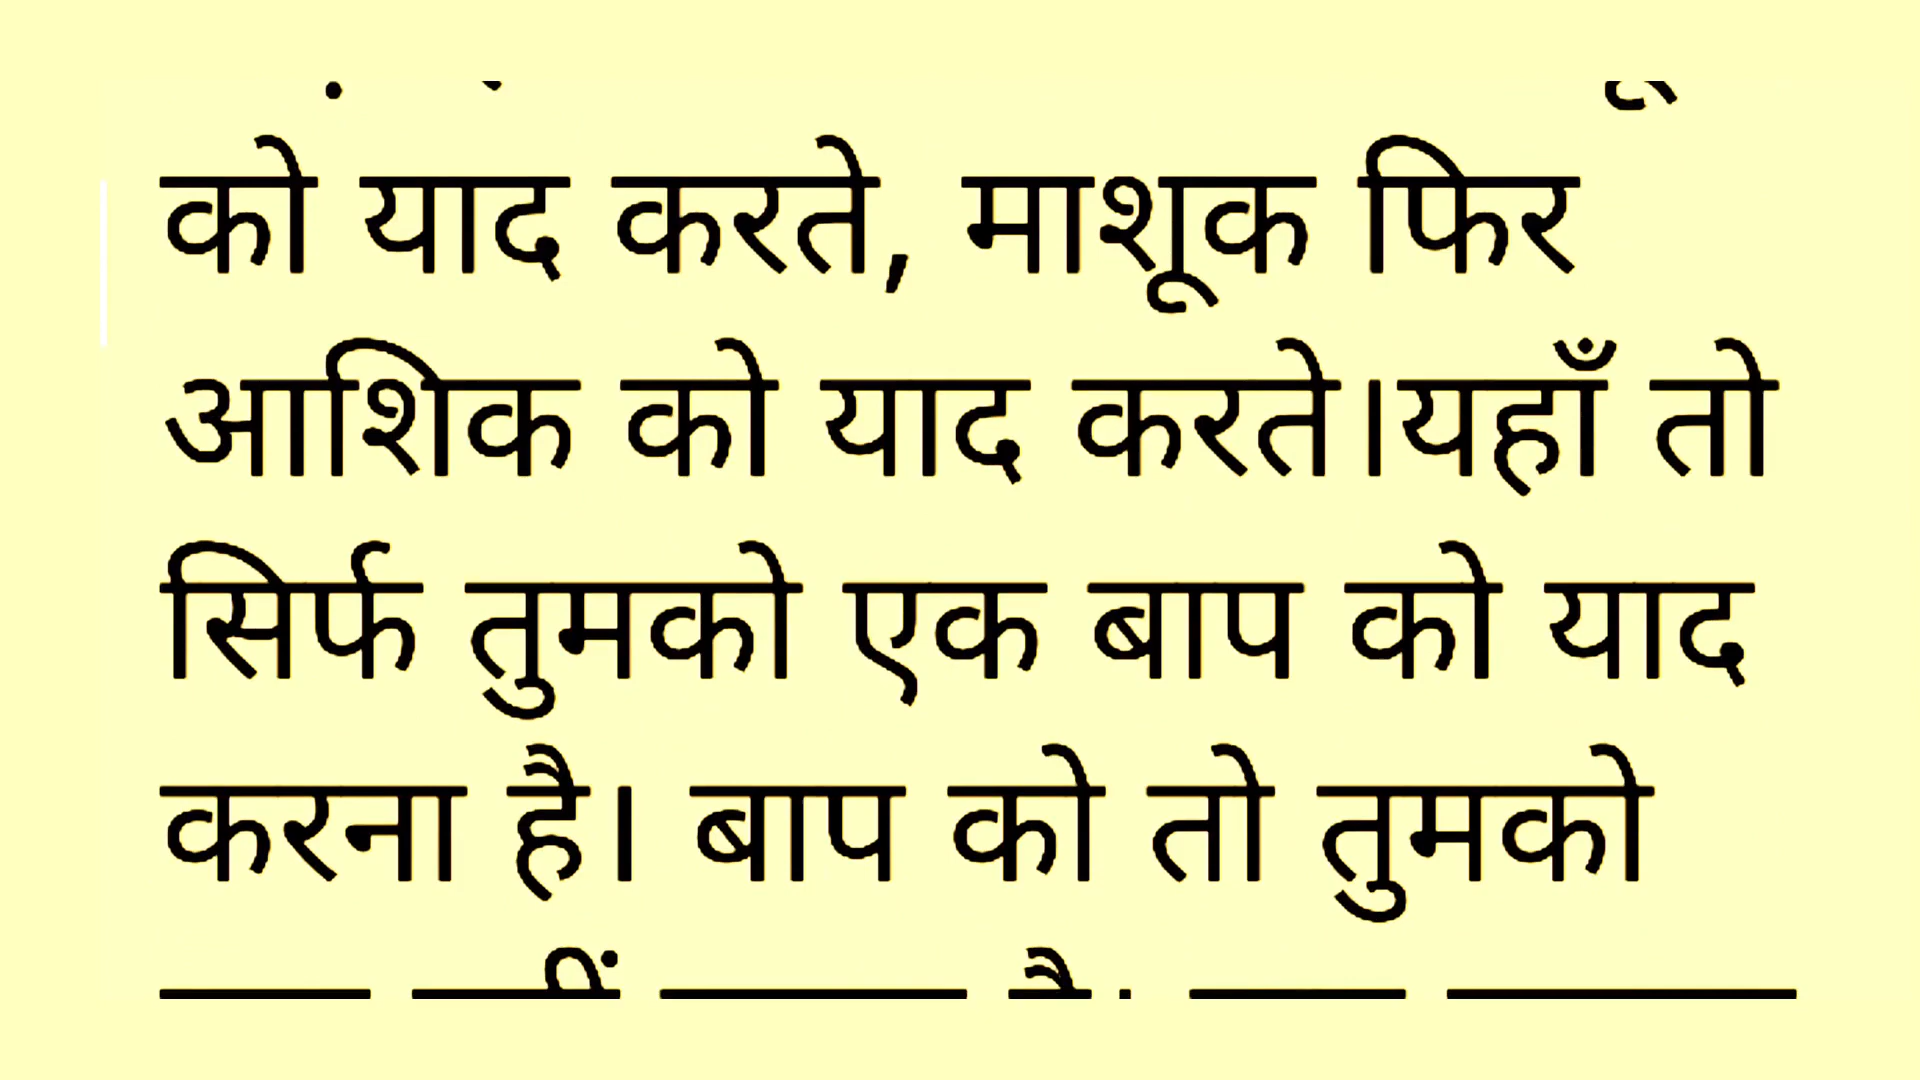 को याद करते, माशूक फिर
आशिक को याद करते।यहाँ तो
सिर्फ तुमको एक बाप को याद
करना है। बाप को तो तुमको